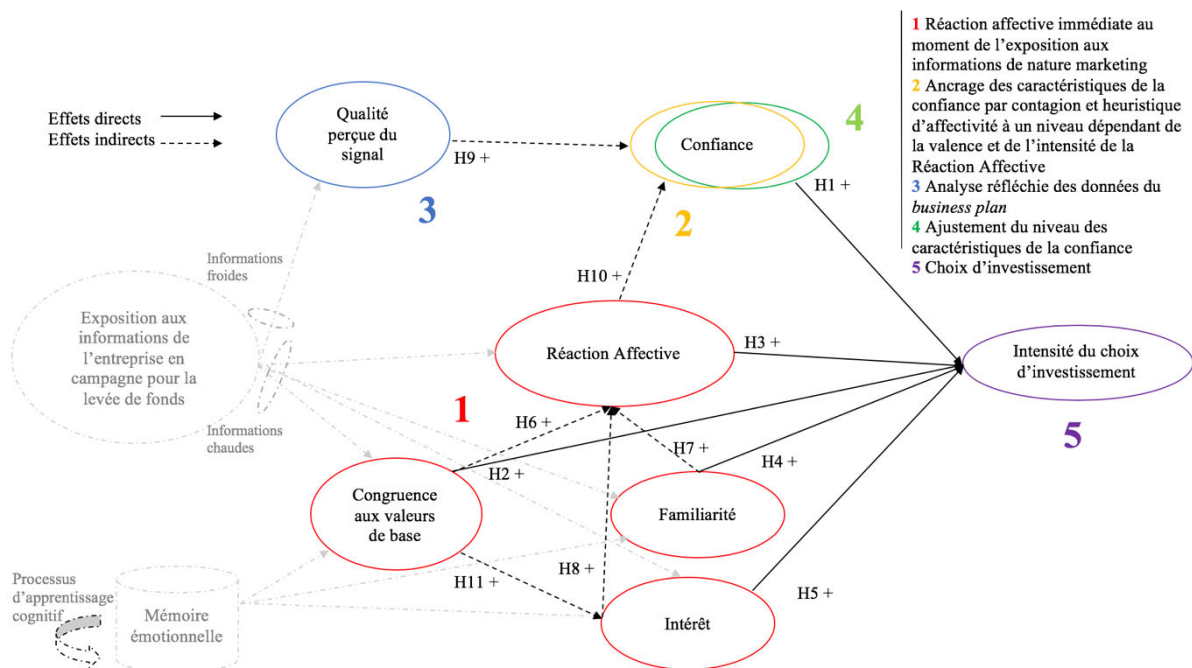 Effets directs
Effets indirects
Qualité
perçue du
signal
3
H9 +
Confiance
4
2
H1 +
H10 +
1 Réaction affective immédiate au
moment de l'exposition aux
informations de nature marketing
2 Ancrage des caractéristiques de la
confiance par contagion et heuristique
d'affectivité à un niveau dépendant de
la valence et de l'intensité de la
Réaction Affective
3 Analyse réfléchie des données du
business plan
4 Ajustement du niveau des
caractéristiques de la confiance
5 Choix d'investissement
Informations
froides
Exposition aux
informations de
l'entreprise en
campagne pour la
levée de fonds
Informations
chaudes
Réaction Affective
H3 +
Intensité du choix
d'investissement
5
1
H6 +
H7 +
H2 +
H4 +
Congruence
aux valeurs
de base
Familiarité
H11 +
H8 +
H5 +
Intérêt
Processus
d'apprentissage
cognitif
Mémoire
émotionnelle